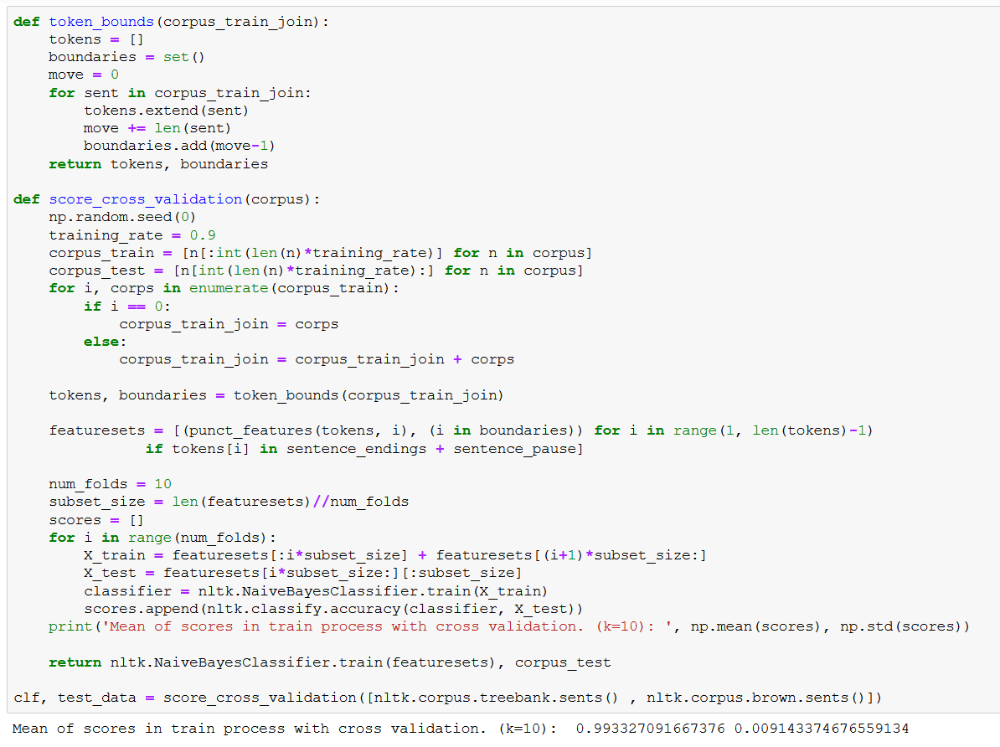 def token_bounds(corpus_train_join):
    tokens = []
    boundaries = set()
    move = 0
    for sent in corpus_train_join:
        tokens.extend(sent)
        move += len(sent)
        boundaries.add(move-1)
    return tokens, boundaries

def score_cross_validation(corpus):
    np.random.seed(0)
    training_rate = 0.9
    corpus_train = [n[:int(len(n)*training_rate)] for n in corpus]
    corpus_test = [n[int(len(n)*training_rate):] for n in corpus]
    for i, corps in enumerate(corpus_train):
        if i == 0:
            corpus_train_join = corps
        else:
            corpus_train_join = corpus_train_join + corps

    tokens, boundaries = token_bounds(corpus_train_join)

    featuresets = [(punct_features(tokens, i), (i in boundaries)) for i in range(1, len(tokens)-1)
               if tokens[i] in sentence_endings + sentence_pause]

    num_folds = 10
    subset_size = len(featuresets)//num_folds
    scores = []
    for i in range(num_folds):
        X_train = featuresets[:i*subset_size] + featuresets[(i+1)*subset_size:]
        X_test = featuresets[i*subset_size:][:subset_size]
        classifier = nltk.NaiveBayesClassifier.train(X_train)
        scores.append(nltk.classify.accuracy(classifier, X_test))
    print('Mean of scores in train process with cross validation. (k=10): ', np.mean(scores), np.std(scores))

    return nltk.NaiveBayesClassifier.train(featuresets), corpus_test

clf, test_data = score_cross_validation([nltk.corpus.treebank.sents() , nltk.corpus.brown.sents()])
Mean of scores in train process with cross validation. (k=10):  0.993327091667376 0.009143374676559134